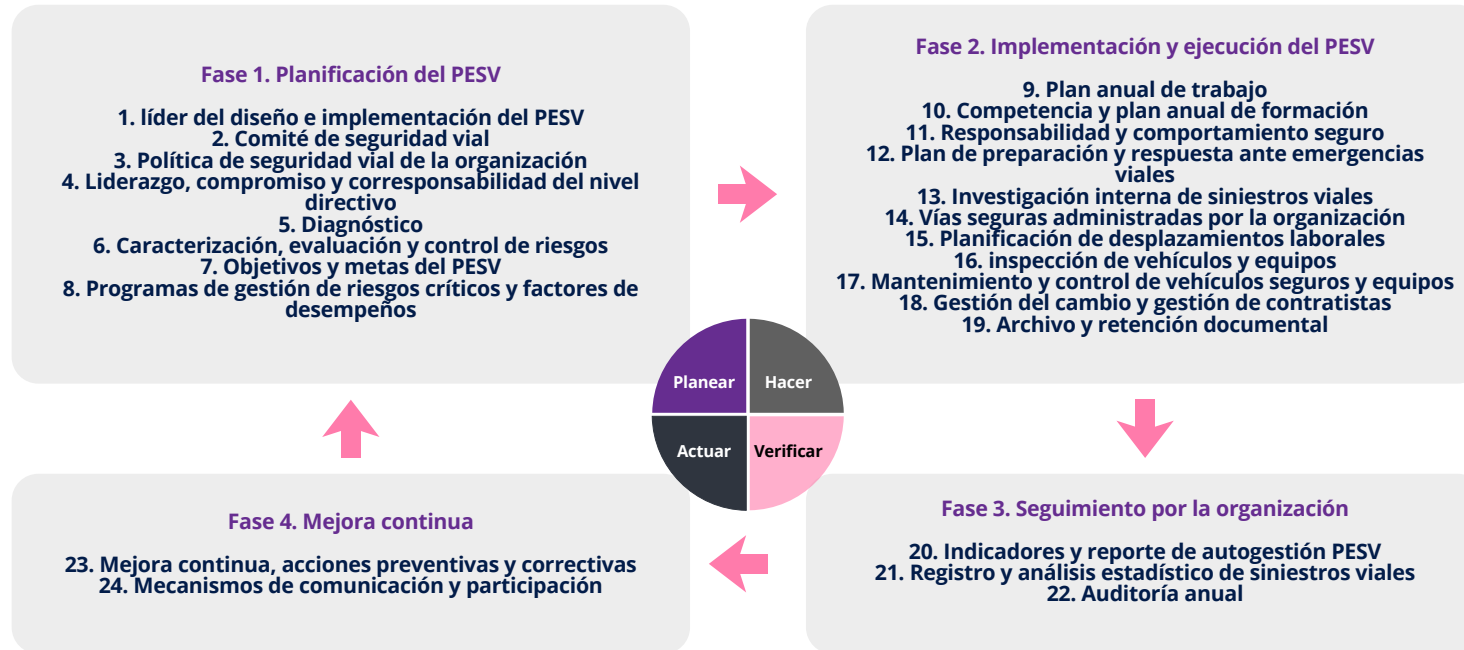 Fase 1. Planificación del PESV
1. líder del diseño e implementación del PESV
2. Comité de seguridad vial
3. Política de seguridad vial de la organización
4. Liderazgo, compromiso y corresponsabilidad del nivel
directivo
5. Diagnóstico
6. Caracterización, evaluación y control de riesgos
7. Objetivos y metas del PESV
8. Programas de gestión de riesgos críticos y factores de
desempeños
Fase 2. Implementación y ejecución del PESV
9. Plan anual de trabajo
10. Competencia y plan anual de formación
11. Responsabilidad y comportamiento seguro
12. Plan de preparación y respuesta ante emergencias
viales
13. Investigación interna de siniestros viales
14. Vías seguras administradas por la organización
15. Planificación de desplazamientos laborales
16. inspección de vehículos y equipos
17. Mantenimiento y control de vehículos seguros y equipos
18. Gestión del cambio y gestión de contratistas
19. Archivo y retención documental
Planear
Hacer
Actuar
Verificar
Fase 4. Mejora continua
23. Mejora continua, acciones preventivas y correctivas
24. Mecanismos de comunicación y participación
Fase 3. Seguimiento por la organización
20. Indicadores y reporte de autogestión PESV
21. Registro y análisis estadístico de siniestros viales
22. Auditoría anual